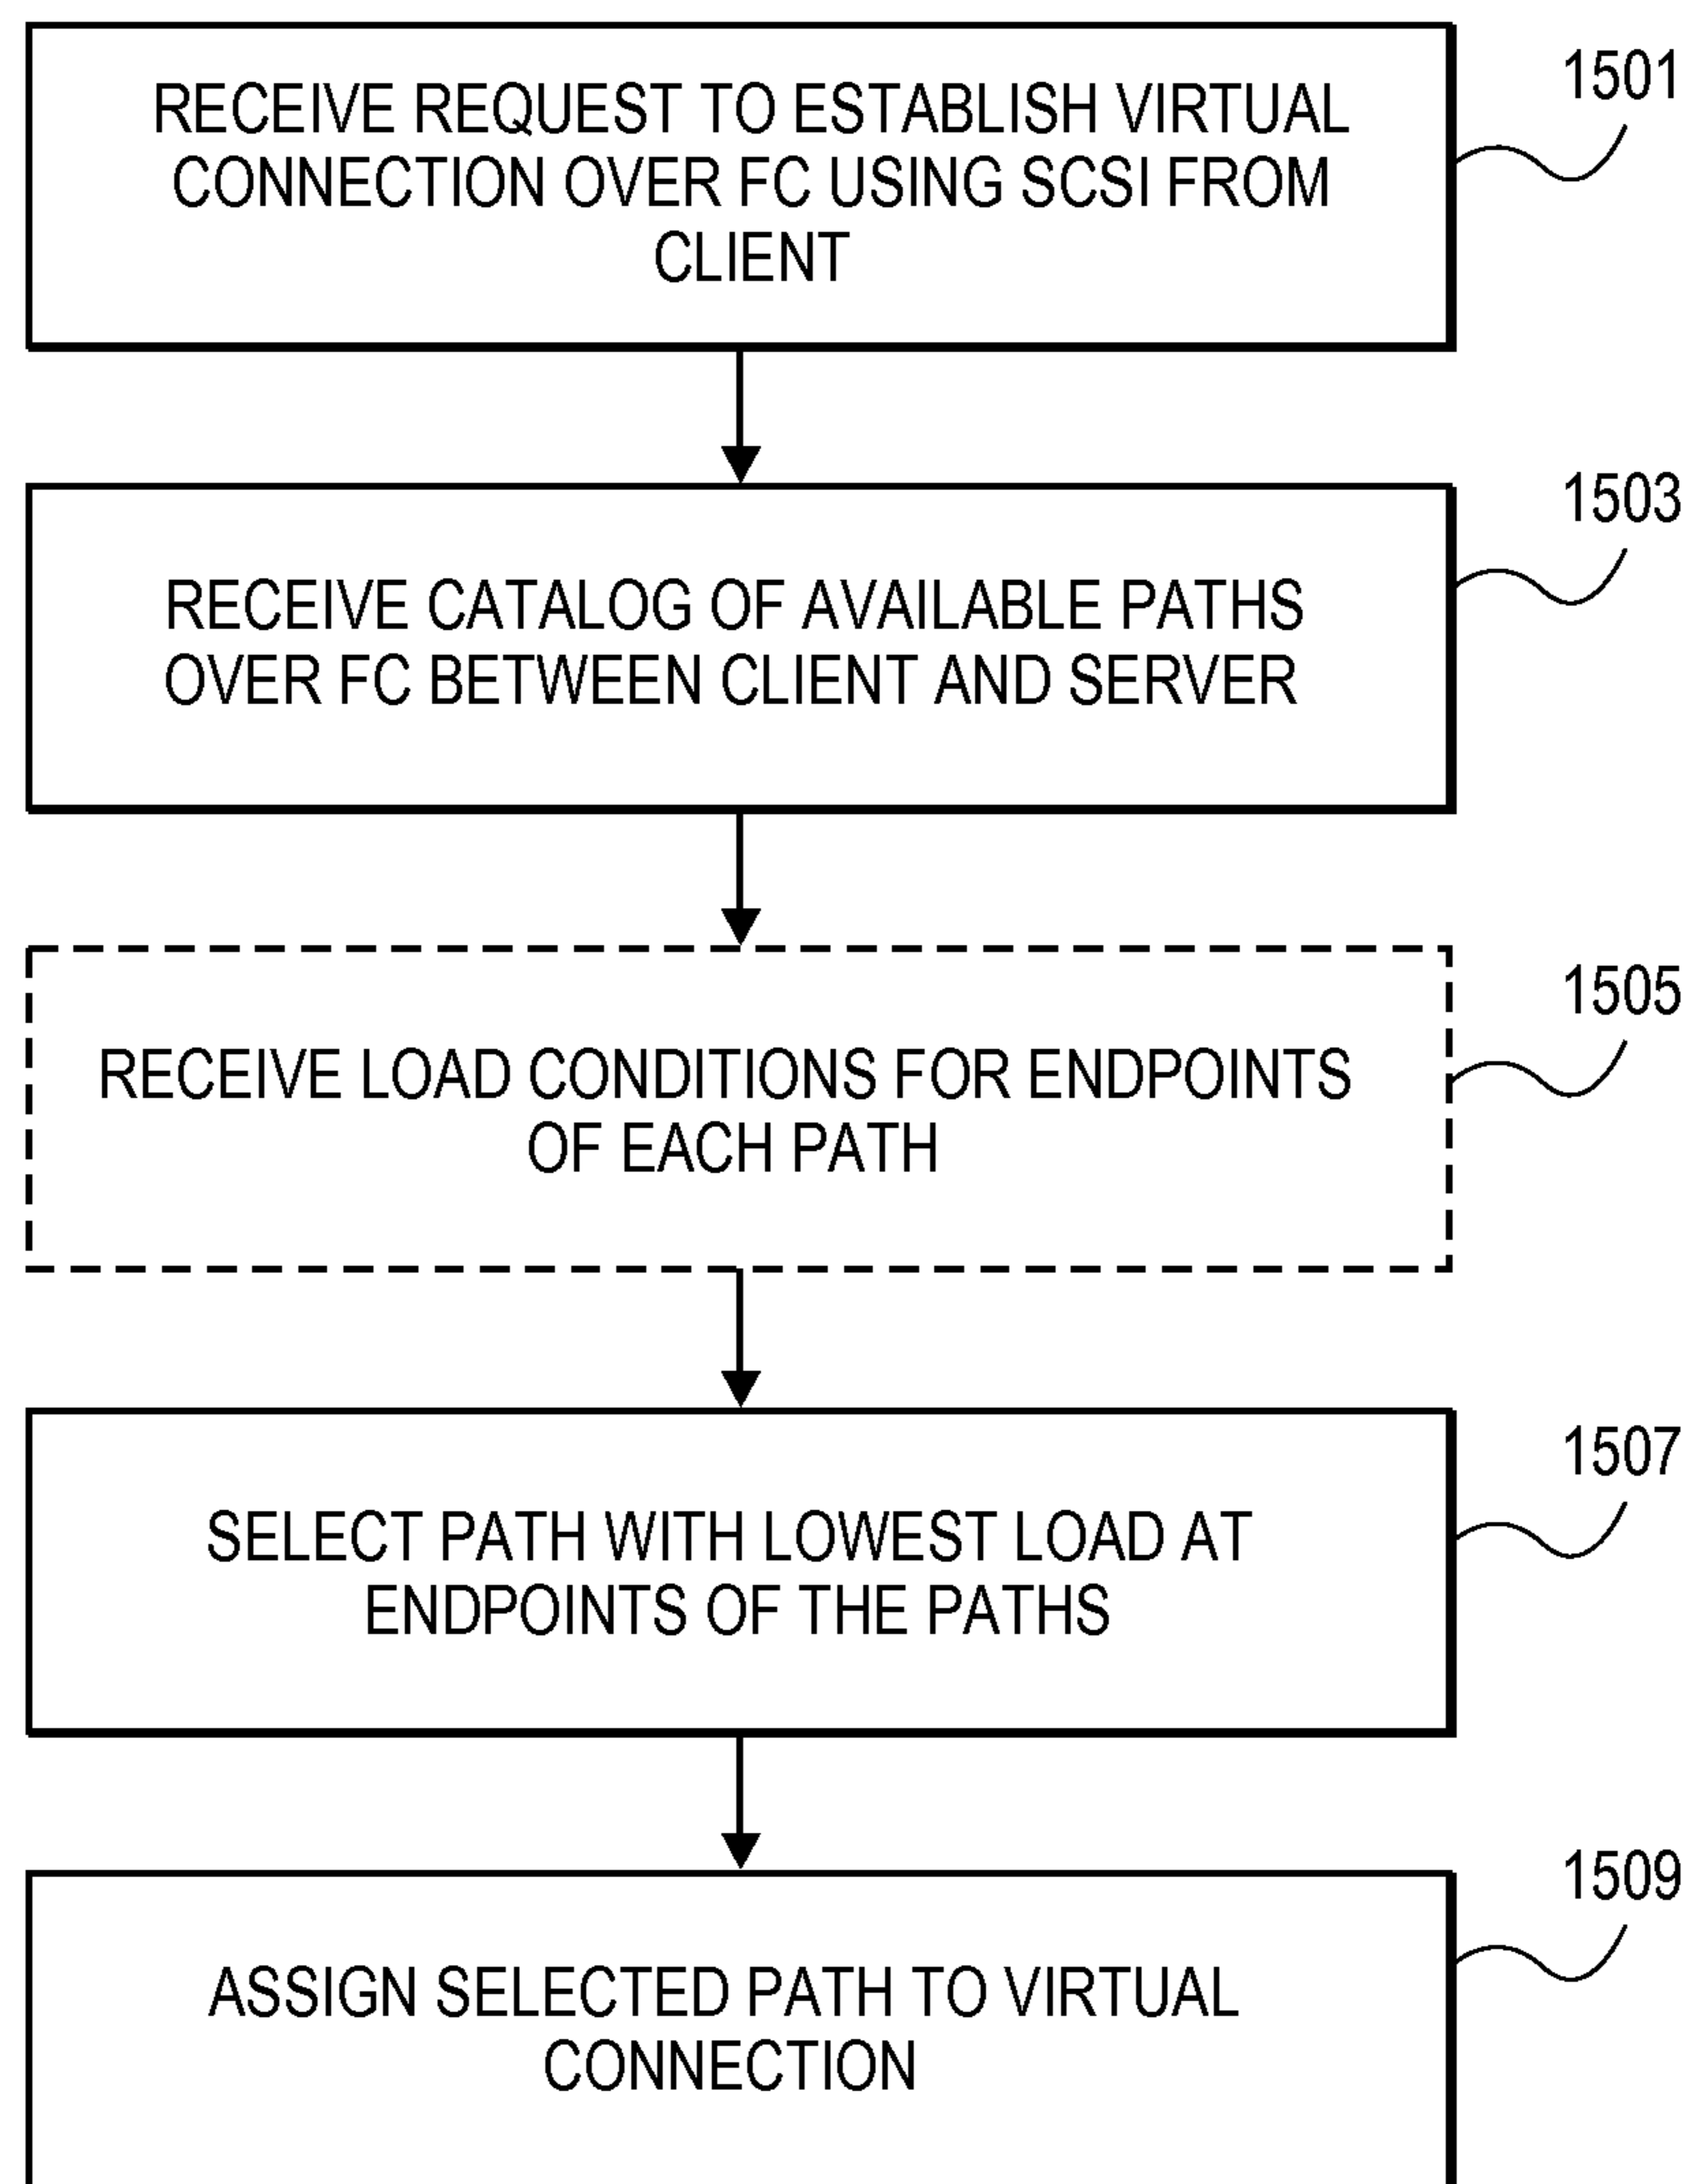 RECEIVE REQUEST TO ESTABLISH VIRTUAL
CONNECTION OVER FC USING SCSI FROM
CLIENT
1501
RECEIVE CATALOG OF AVAILABLE PATHS
OVER FC BETWEEN CLIENT AND SERVER
1503
RECEIVE LOAD CONDITIONS FOR ENDPOINTS
OF EACH PATH
1505
SELECT PATH WITH LOWEST LOAD AT
ENDPOINTS OF THE PATHS
1507
ASSIGN SELECTED PATH TO VIRTUAL
CONNECTION
1509